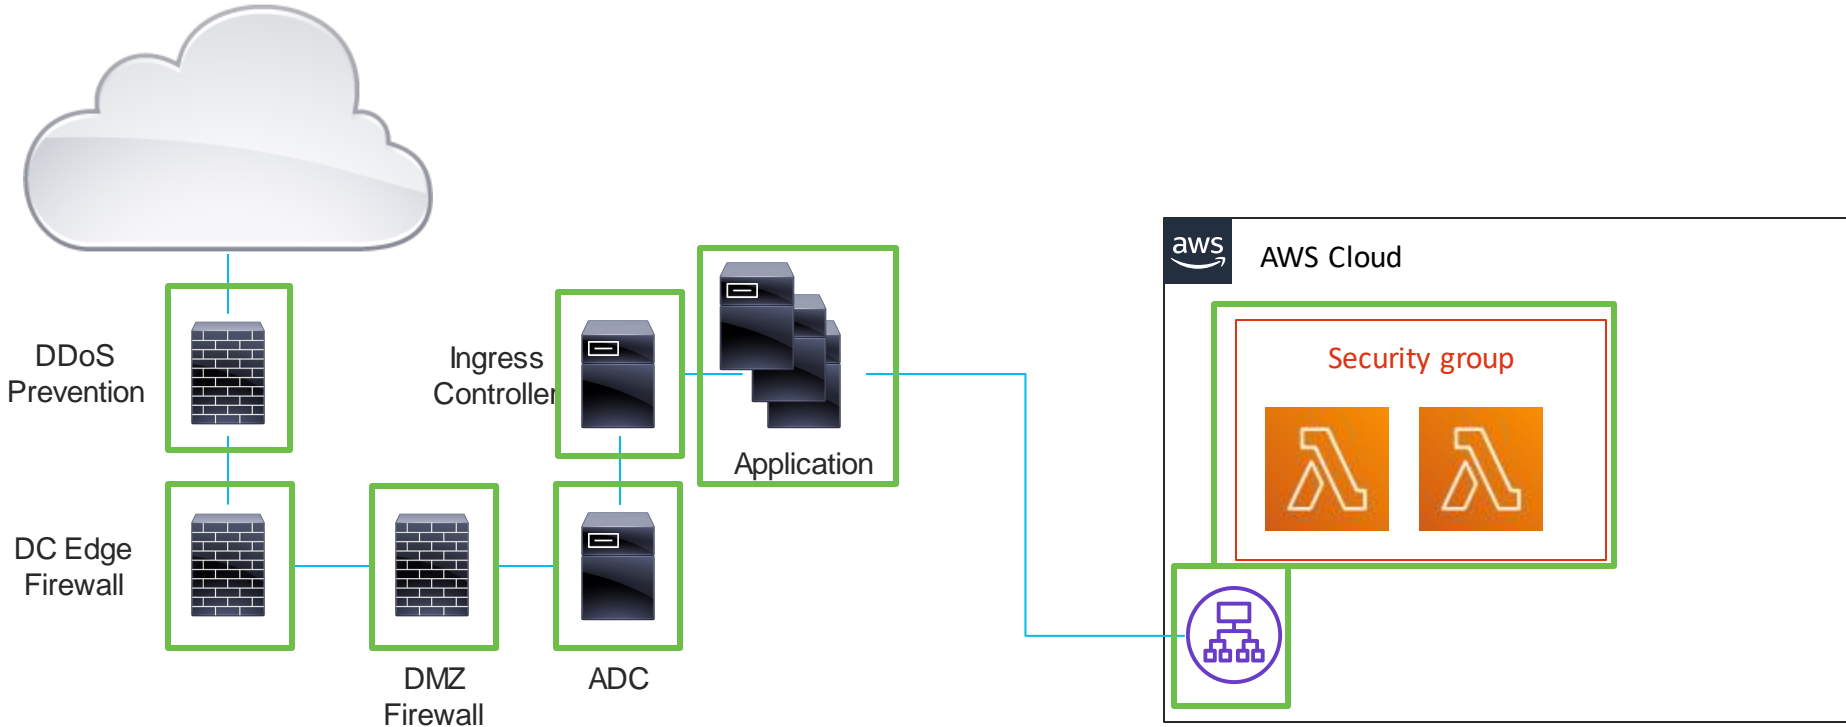 aws
AWS Cloud
DDoS
Prevention
Ingress
Controller
Security group
Application
DC Edge
Firewall
DMZ
Firewall
ADC